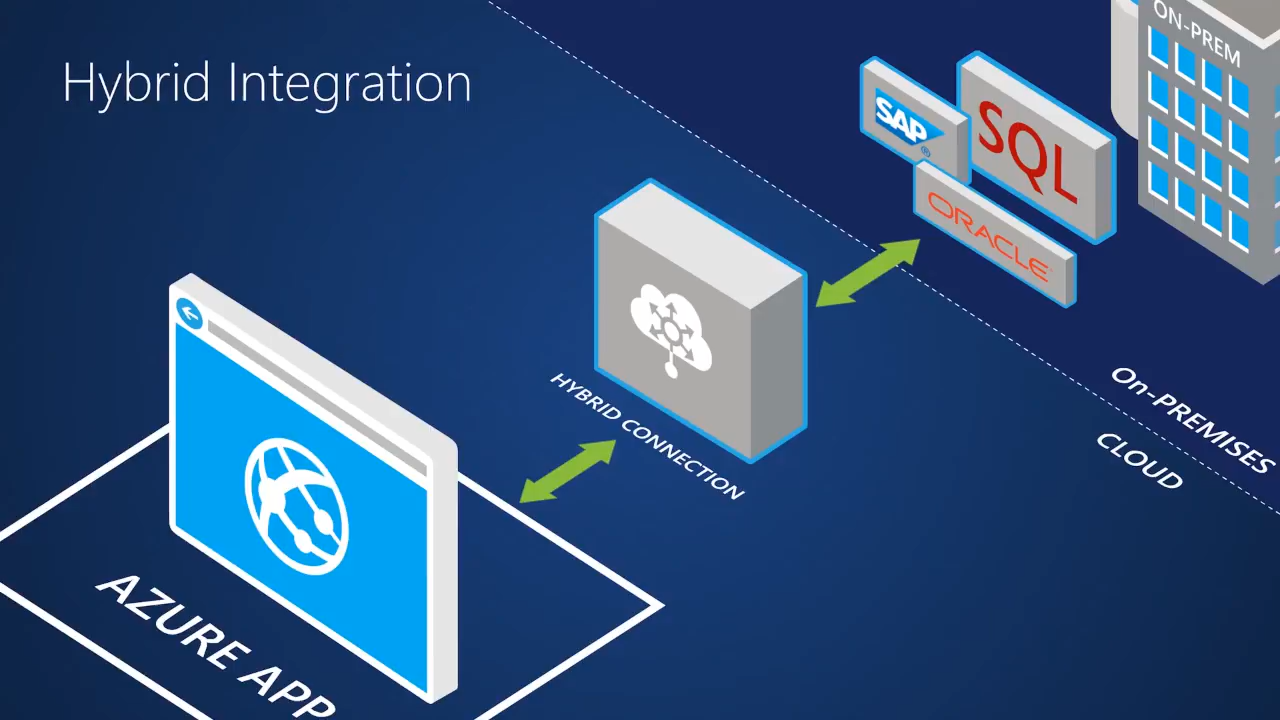 Hybrid Integration
ON-PREM
SAP
®
SQL
ORACLE
HYBRID CONNECTION
On-PREMISES
CLOUD
AZURE APP